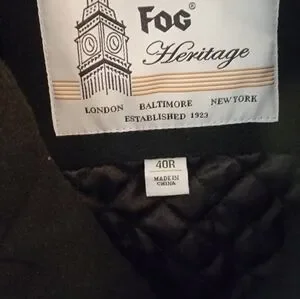 FOG®
Heritage
LONDON BALTIMORE NEW YORK
ESTABLISHED 1923
40R
MADE IN
CHINA